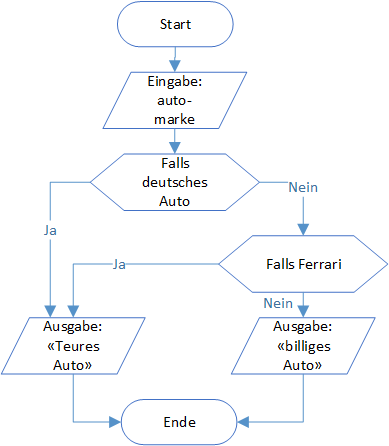 Start
Eingabe:
auto-
marke
Falls
deutsches
Auto
Nein
Ja
Ja
Falls Ferrari
Nein
Ausgabe:
«Teures
Auto»
Ausgabe:
«billiges
Auto»
Ende